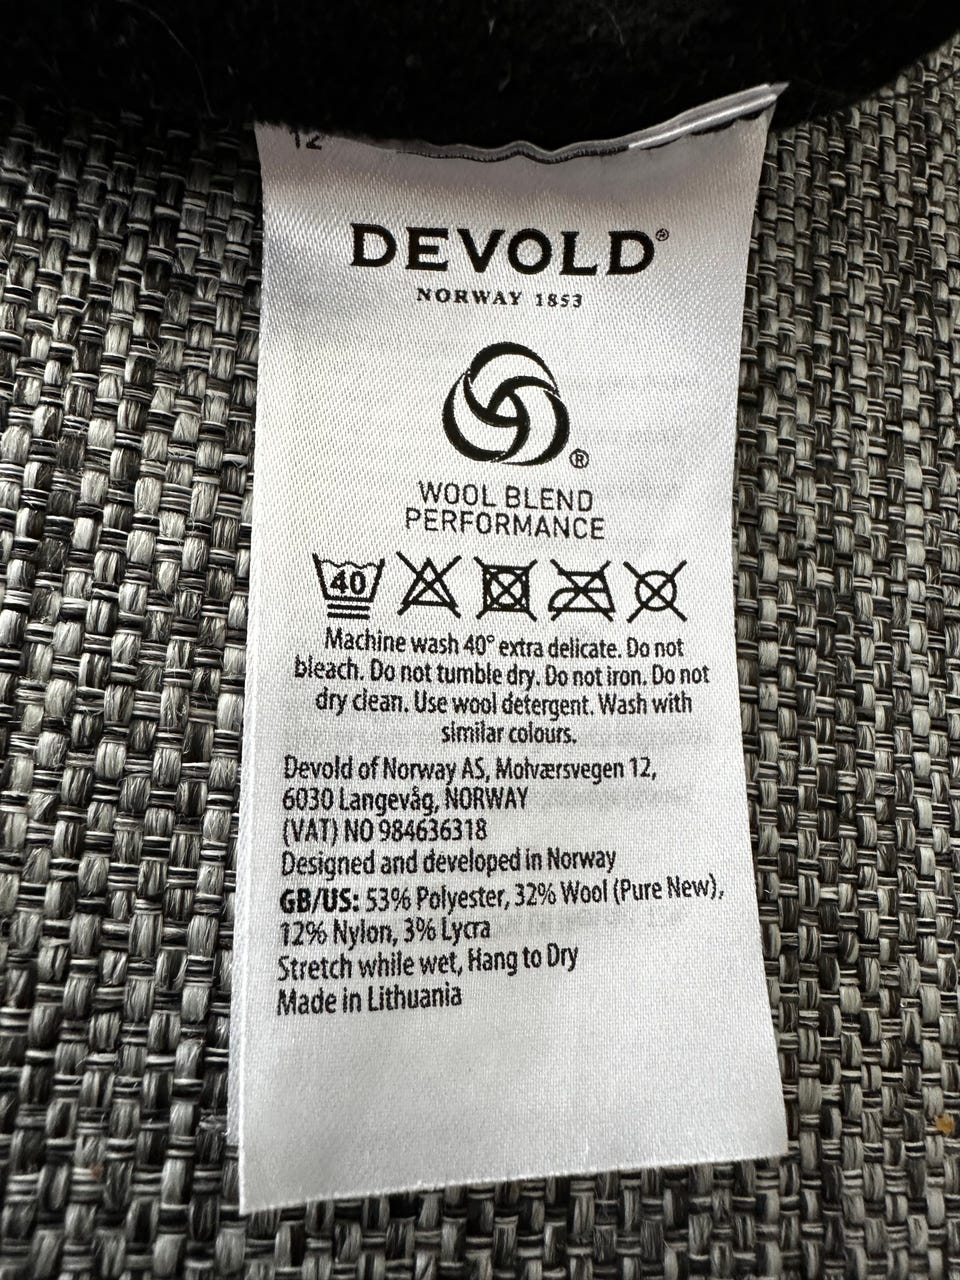 12
DEVOLD®
NORWAY 1853
®
WOOL BLEND
PERFORMANCE
40
Machine wash 40° extra delicate. Do not
bleach. Do not tumble dry. Do not iron. Do not
dry clean. Use wool detergent. Wash with
similar colours.
Devold of Norway AS, Molværsvegen 12,
6030 Langevåg, NORWAY
(VAT) NO 984636318
Designed and developed in Norway
GB/US: 53% Polyester, 32% Wool (Pure New),
12% Nylon, 3% Lycra
Stretch while wet, Hang to Dry
Made in Lithuania